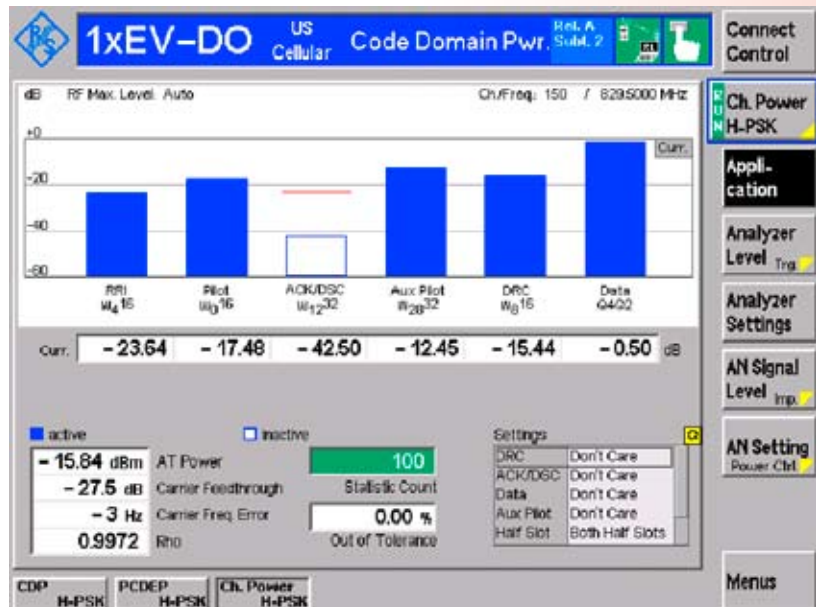 1xEV-DO US Cellular Code Domain Pwr. Rel. A Subt. 2
Connect Control
dB RF Max. Level: Auto Ch./Freq.: 150 / 829.5000 MHz
Ch. Power H-PSK
RUN
+0
Curr.
-20
-40
-60
Appli-cation
RRI Pilot ACK/DSC Aux Pilot DRC Data
W4 16 W0 16 W12 32 W28 32 W8 16 Q4Q2
Curr. - 23.64 - 17.48 - 42.50 - 12.45 - 15.44 - 0.50 dB
Analyzer Level Trg.
Analyzer Settings
AN Signal Level Imp.
AN Setting Power Ctrl.
active inactive Settings
- 15.84 dBm AT Power
- 27.5 dB Carrier Feedthrough
- 3 Hz Carrier Freq. Error
0.9972 Rho
100
Statistic Count
0.00 %
Out of Tolerance
DRC Don't Care
ACK/DSC Don't Care
Data Don't Care
Aux Pilot Don't Care
Half Slot Both Half Slots
CDP H-PSK
PCDEP H-PSK
Ch. Power H-PSK
Menus